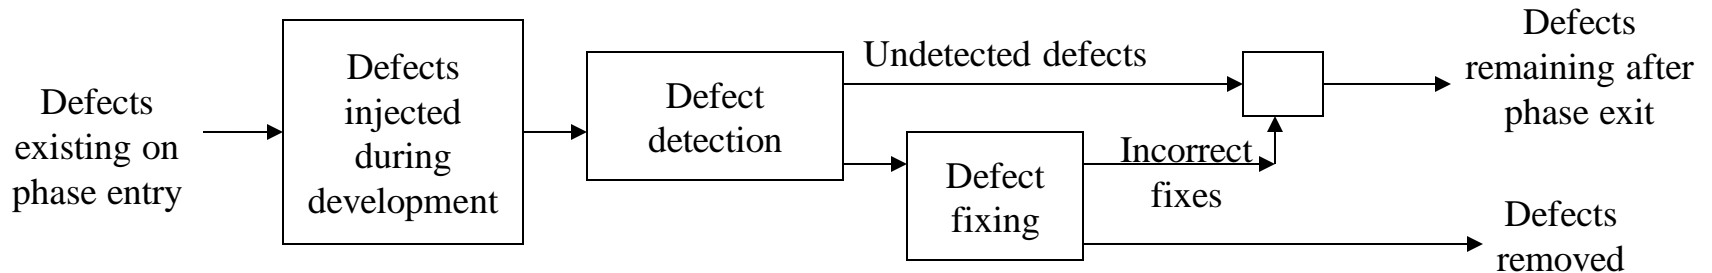 Defects
existing on
phase entry
Defects
injected
during
development
Defect
detection
Undetected defects
Defect
fixing
Incorrect
fixes
Defects
remaining after
phase exit
Defects
removed